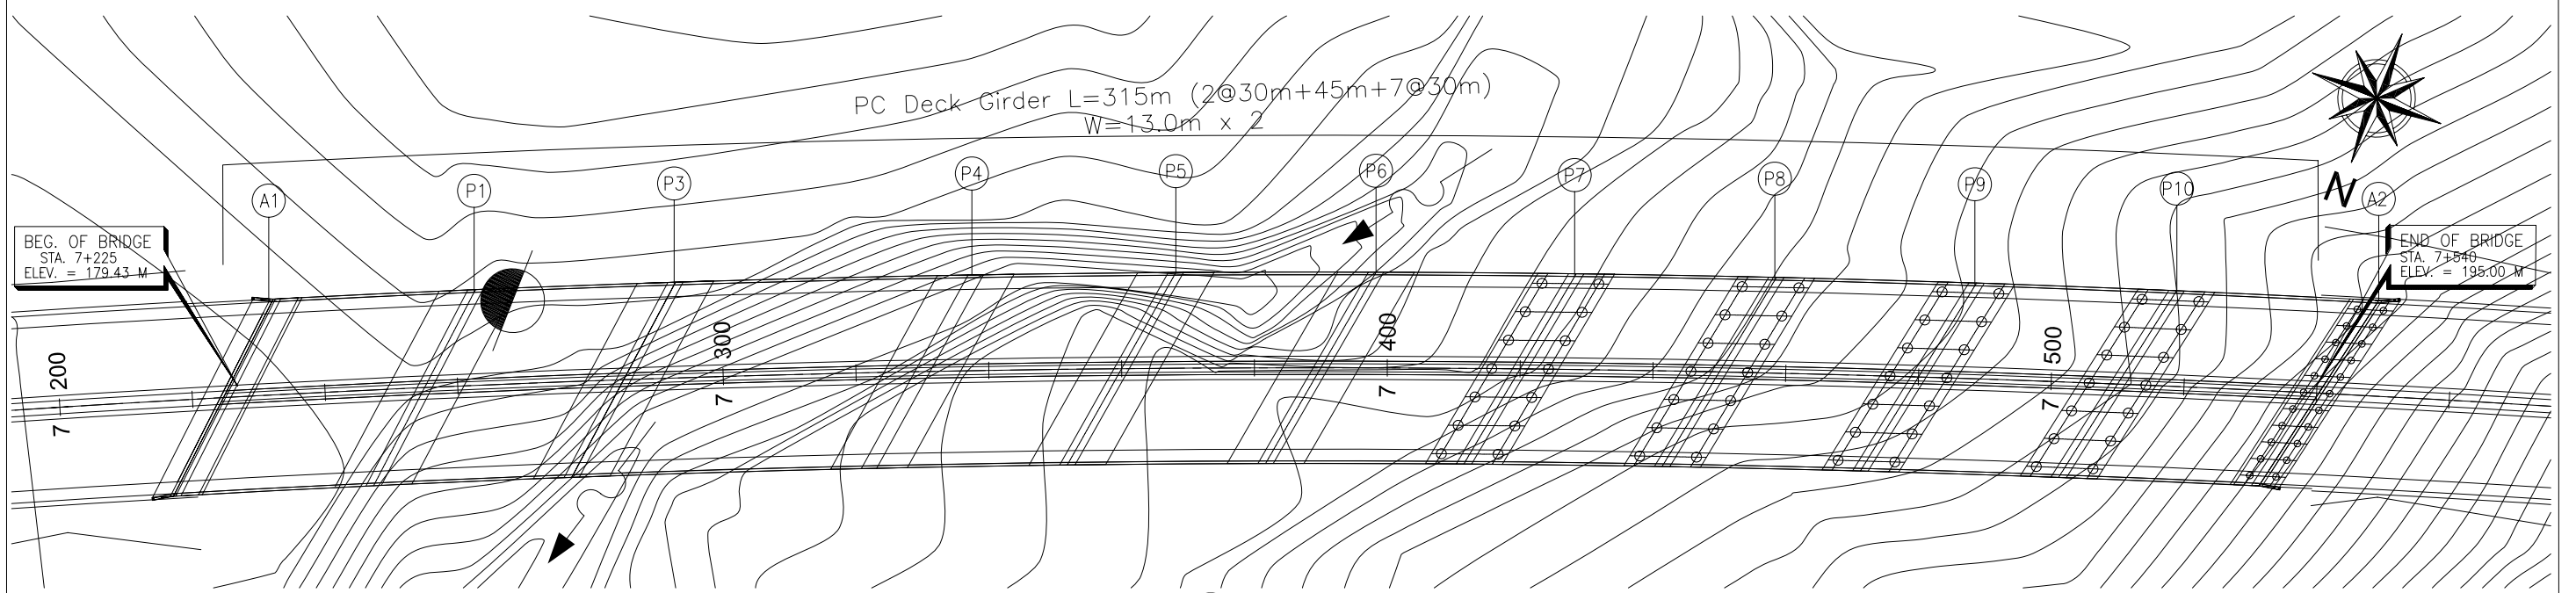 PC Deck Girder L=315m (2@30m+45m+7@30m)
W=13.0m x 2
A1
P1
P3
P4
P5
P6
P7
P8
P9
P10
A2
N
BEG. OF BRIDGE
STA. 7+225
ELEV. = 179.43 M
END OF BRIDGE
STA. 7+540
ELEV. = 195.00 M
7 200
7 300
7 400
7 500